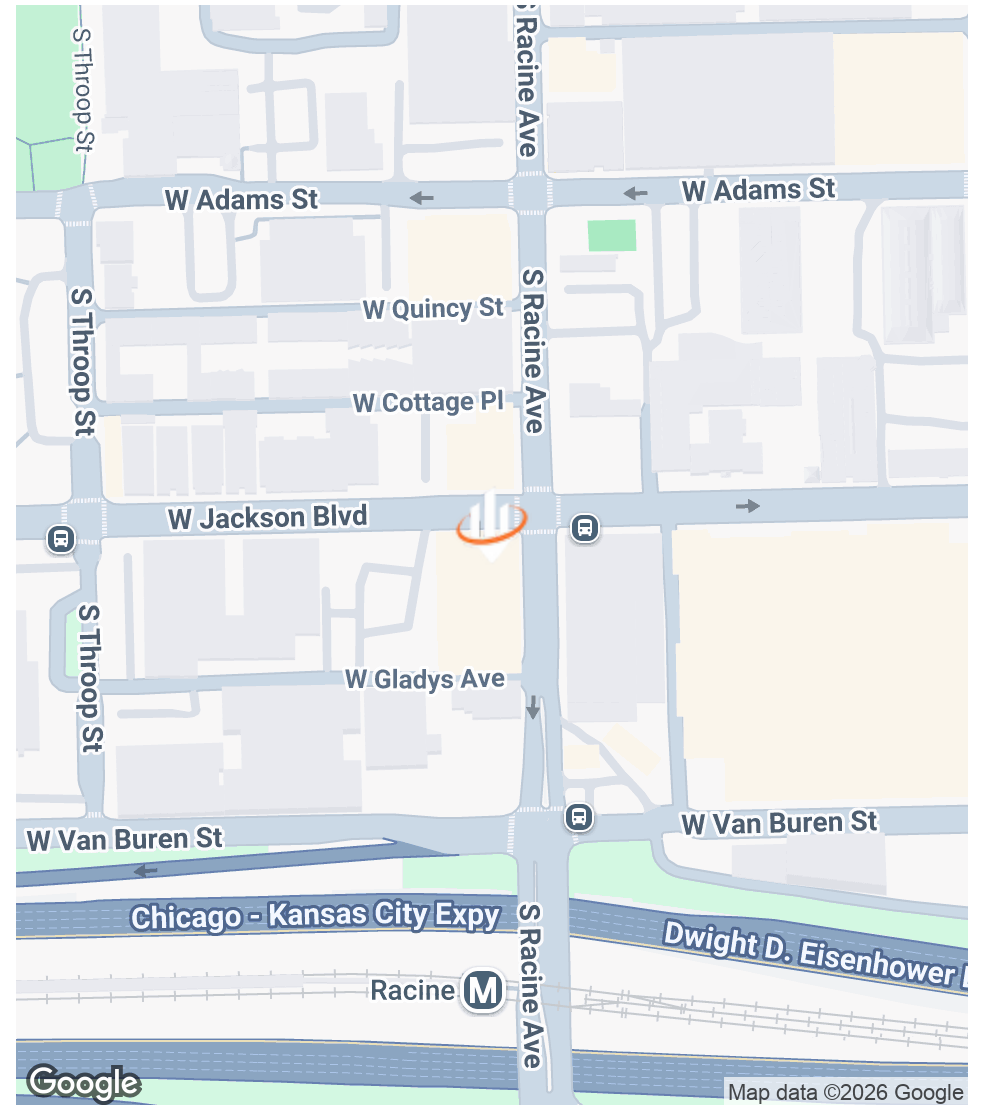 S Racine Ave
S Throop St
W Adams St
W Adams St
S Racine Ave
S Throop St
W Quincy St
W Cottage Pl
W Jackson Blvd
S Throop St
W Gladys Ave
W Van Buren St
W Van Buren St
Chicago - Kansas City Expy
S Racine Ave
Dwight D. Eisenhower
Racine M
Google
Map data ©2026 Google